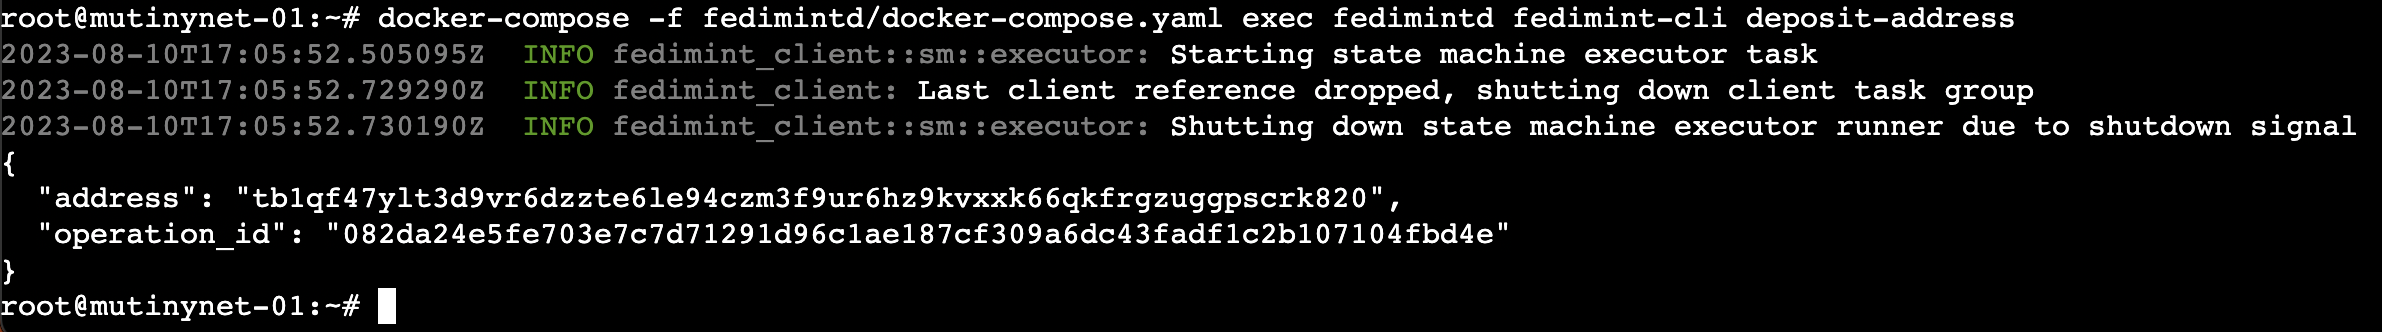 root@mutinynet-01:~# docker-compose -f fedimintd/docker-compose.yaml exec fedimintd fedimint-cli deposit-address
2023-08-10T17:05:52.505095Z  INFO fedimint_client::sm::executor: Starting state machine executor task
2023-08-10T17:05:52.729290Z  INFO fedimint_client: Last client reference dropped, shutting down client task group
2023-08-10T17:05:52.730190Z  INFO fedimint_client::sm::executor: Shutting down state machine executor runner due to shutdown signal
{
  "address": "tb1qf47ylt3d9vr6dzzte6le94czm3f9ur6hz9kvxxk66qkfrgzuggpscrk820",
  "operation_id": "082da24e5fe703e7c7d71291d96c1ae187cf309a6dc43fadf1c2b107104fbd4e"
}
root@mutinynet-01:~#